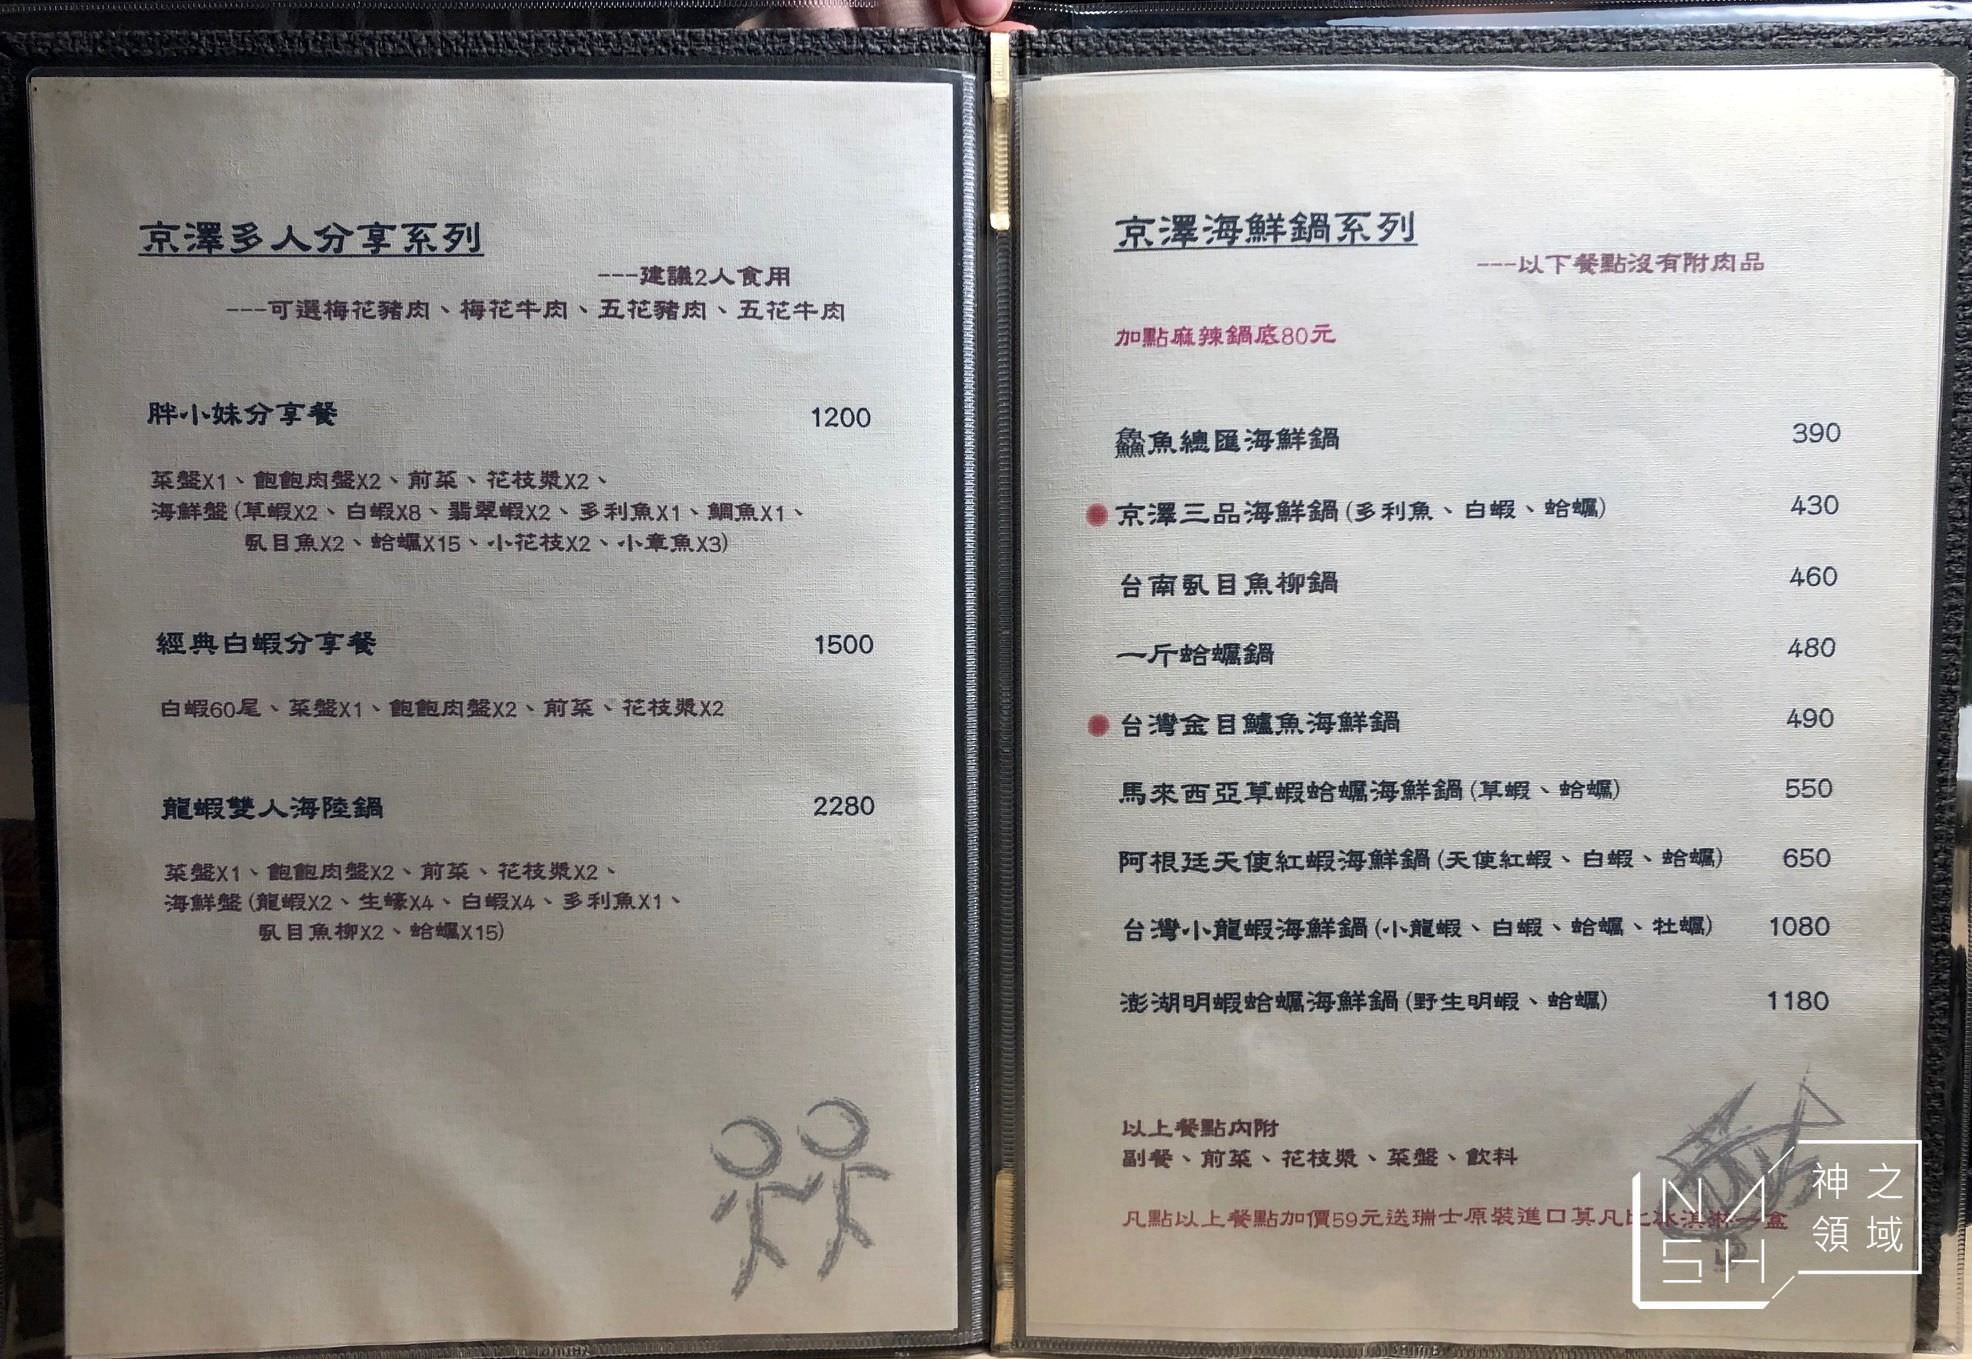 京澤多人分享系列
---建議2人食用
---可選梅花豬肉、梅花牛肉、五花豬肉、五花牛肉
胖小妹分享餐 1200
菜盤X1、飽飽肉盤X2、前菜、花枝漿X2、
海鮮盤(草蝦X2、白蝦X8、翡翠蝦X2、多利魚X1、鯛魚X1、
虱目魚X2、蛤蠣X15、小花枝X2、小章魚X3)
經典白蝦分享餐 1500
白蝦60尾、菜盤X1、飽飽肉盤X2、前菜、花枝漿X2
龍蝦雙人海陸鍋 2280
菜盤X1、飽飽肉盤X2、前菜、花枝漿X2、
海鮮盤(龍蝦X2、生蠔X4、白蝦X4、多利魚X1、
虱目魚柳X2、蛤蠣X15)
京澤海鮮鍋系列
---以下餐點沒有附肉品
加點麻辣鍋底80元
鱻魚總匯海鮮鍋 390
京澤三品海鮮鍋(多利魚、白蝦、蛤蠣) 430
台南虱目魚柳鍋 460
一斤蛤蠣鍋 480
台灣金目鱸魚海鮮鍋 490
馬來西亞草蝦蛤蠣海鮮鍋(草蝦、蛤蠣) 550
阿根廷天使紅蝦海鮮鍋(天使紅蝦、白蝦、蛤蠣) 650
台灣小龍蝦海鮮鍋(小龍蝦、白蝦、蛤蠣、牡蠣) 1080
澎湖明蝦蛤蠣海鮮鍋(野生明蝦、蛤蠣) 1180
以上餐點內附
副餐、前菜、花枝漿、菜盤、飲料
凡點以上餐點加價59元送瑞士原裝進口莫凡比冰淇淋一盒
NMSH
神之領域